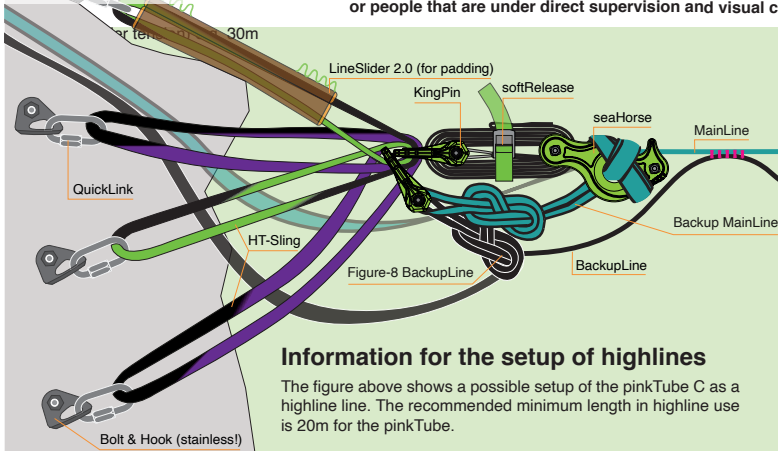 or people that are under direct supervision and visual c
30m
LineSlider 2.0 (for padding)
KingPin
softRelease
seaHorse
MainLine
QuickLink
Backup MainLine
HT-Sling
Figure-8 BackupLine
BackupLine
Information for the setup of highlines
The figure above shows a possible setup of the pinkTube C as a
highline line. The recommended minimum length in highline use
is 20m for the pinkTube.
Bolt & Hook (stainless!)